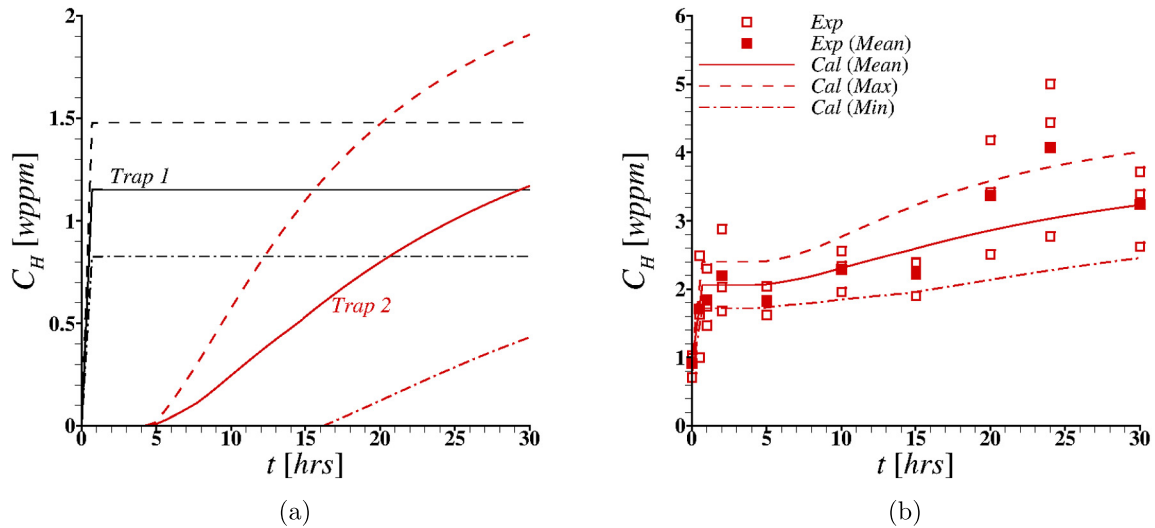 2
1.5
1
0.5
0
C_H [wppm]
Trap 1
Trap 2
0 5 10 15 20 25 30
t [hrs]
(a)
6
5
4
3
2
1
0
C_H [wppm]
Exp
Exp (Mean)
Cal (Mean)
Cal (Max)
Cal (Min)
0 5 10 15 20 25 30
t [hrs]
(b)